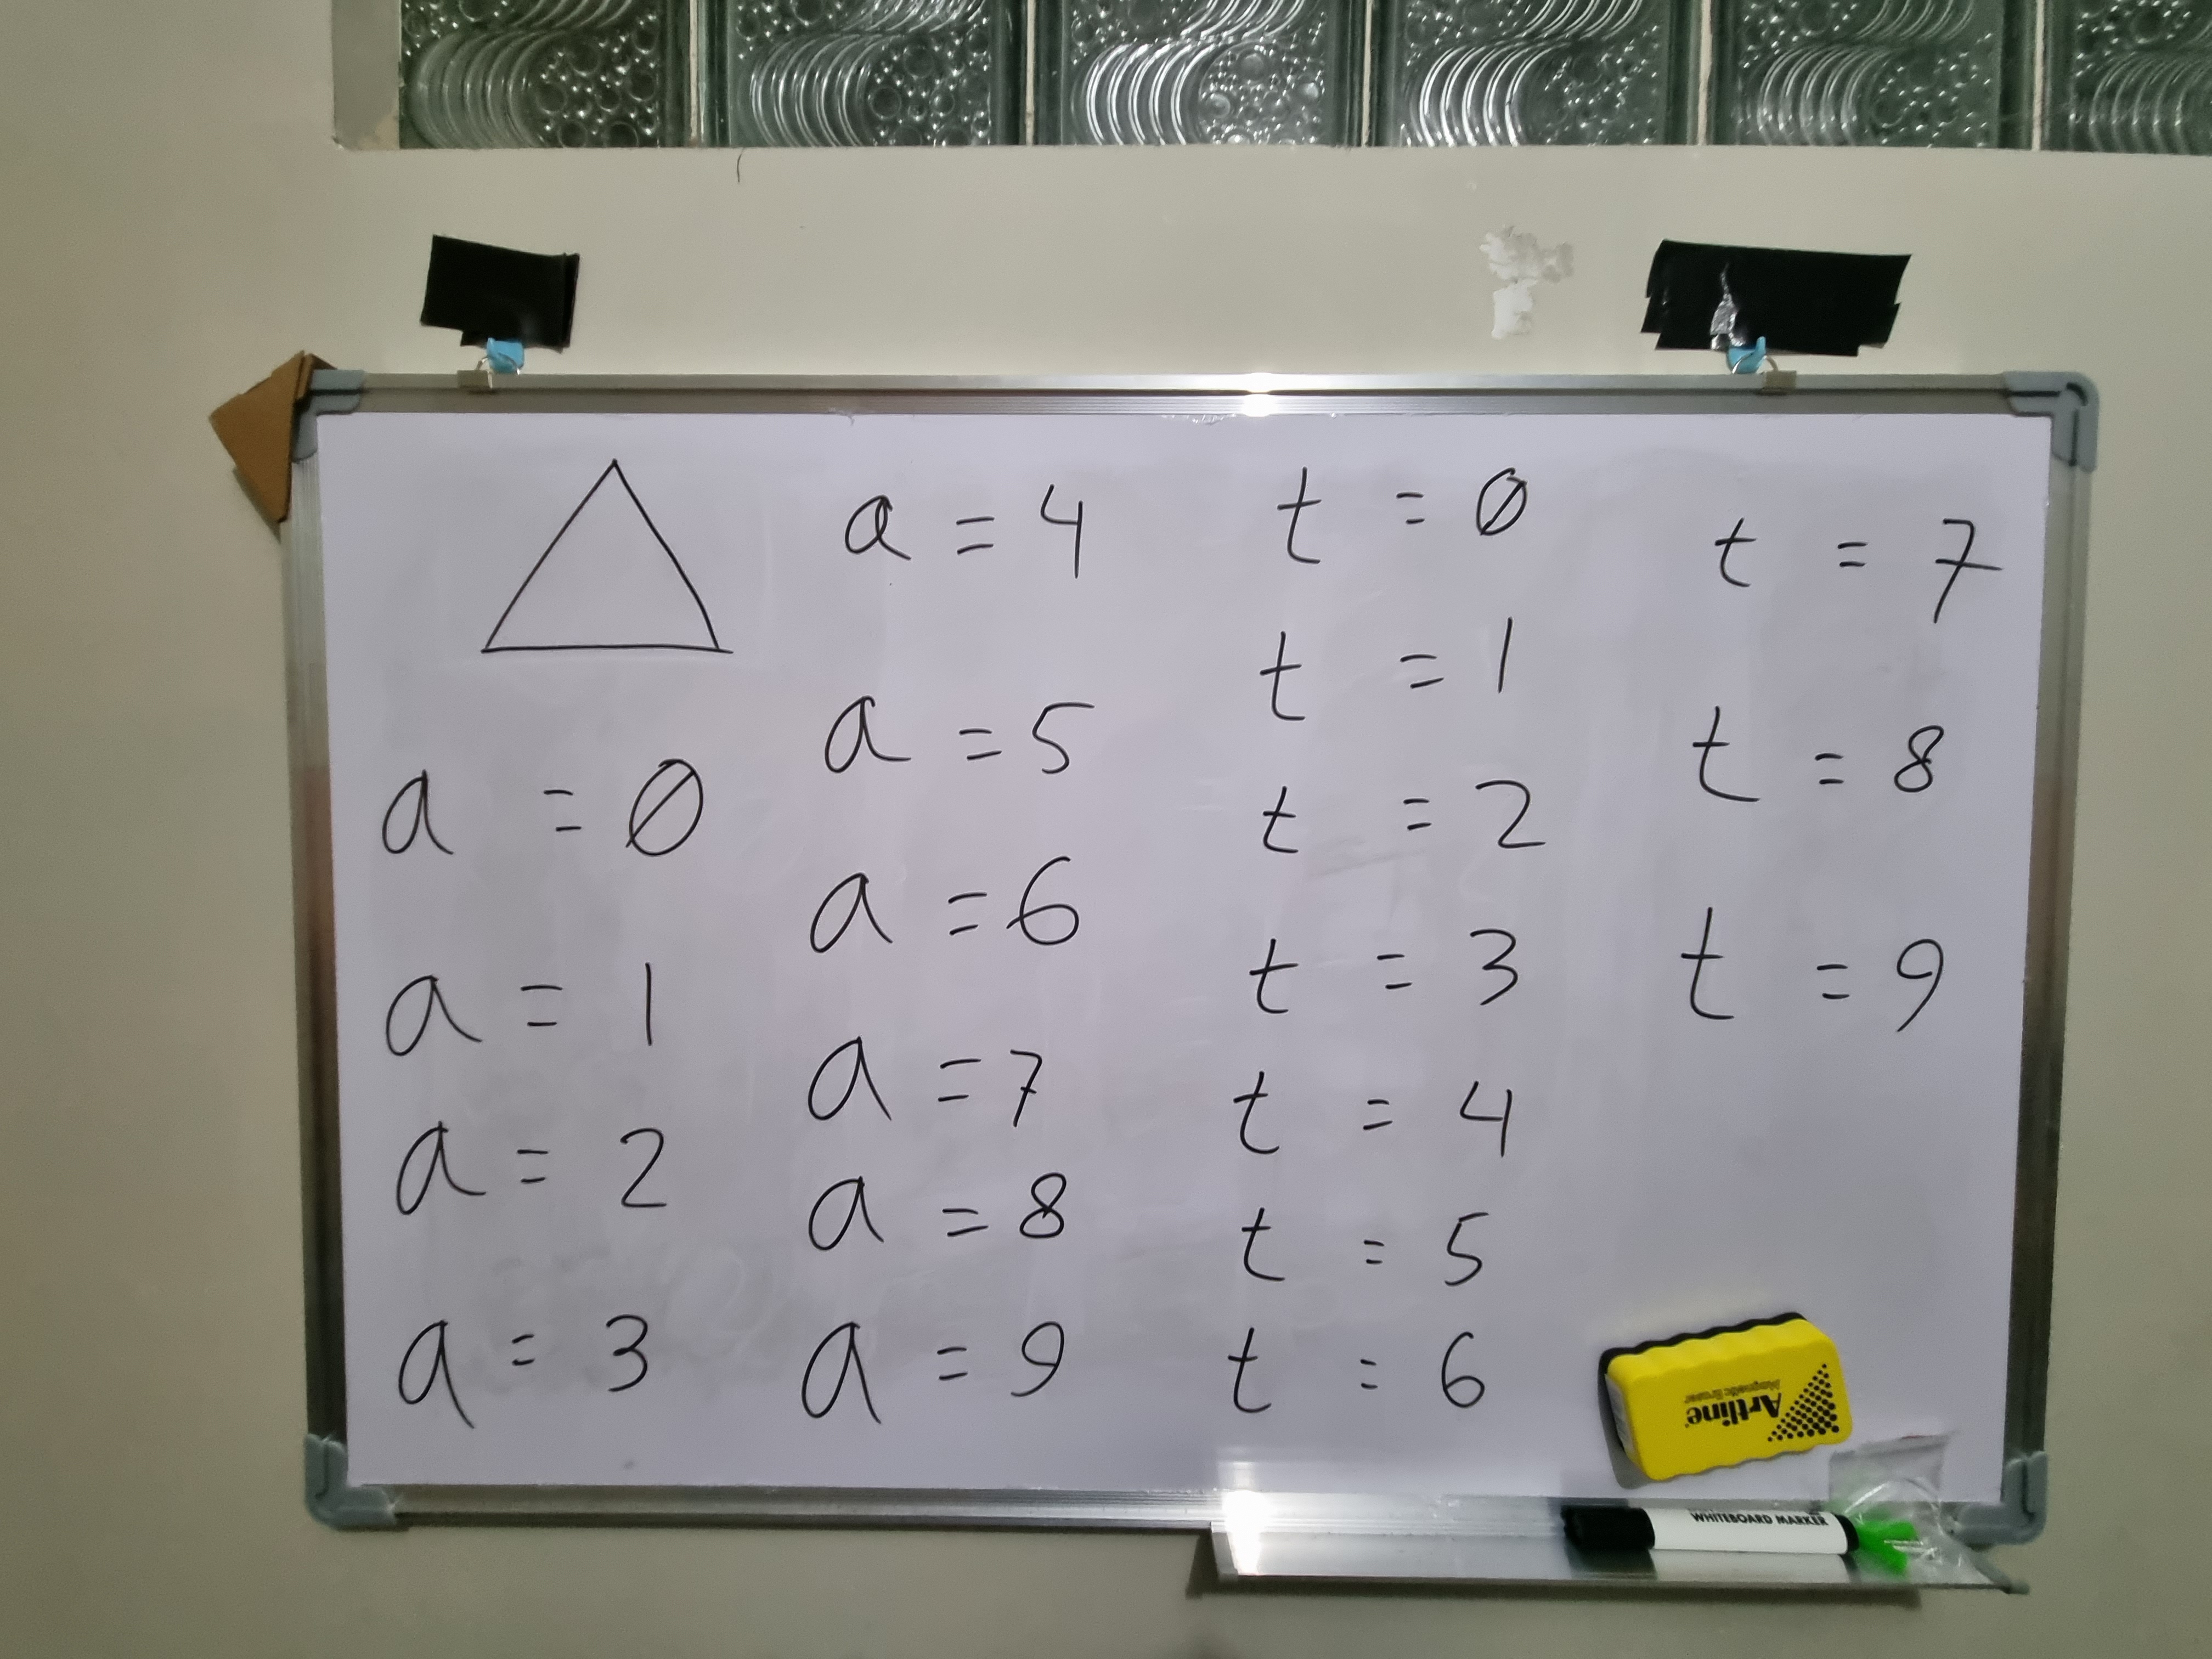 a = 0
a = 1
a = 2
a = 3
a = 4
a = 5
a = 6
a = 7
a = 8
a = 9
t = 0
t = 1
t = 2
t = 3
t = 4
t = 5
t = 6
t = 7
t = 8
t = 9
Artline
Magnetic Eraser
WHITEBOARD MARKER